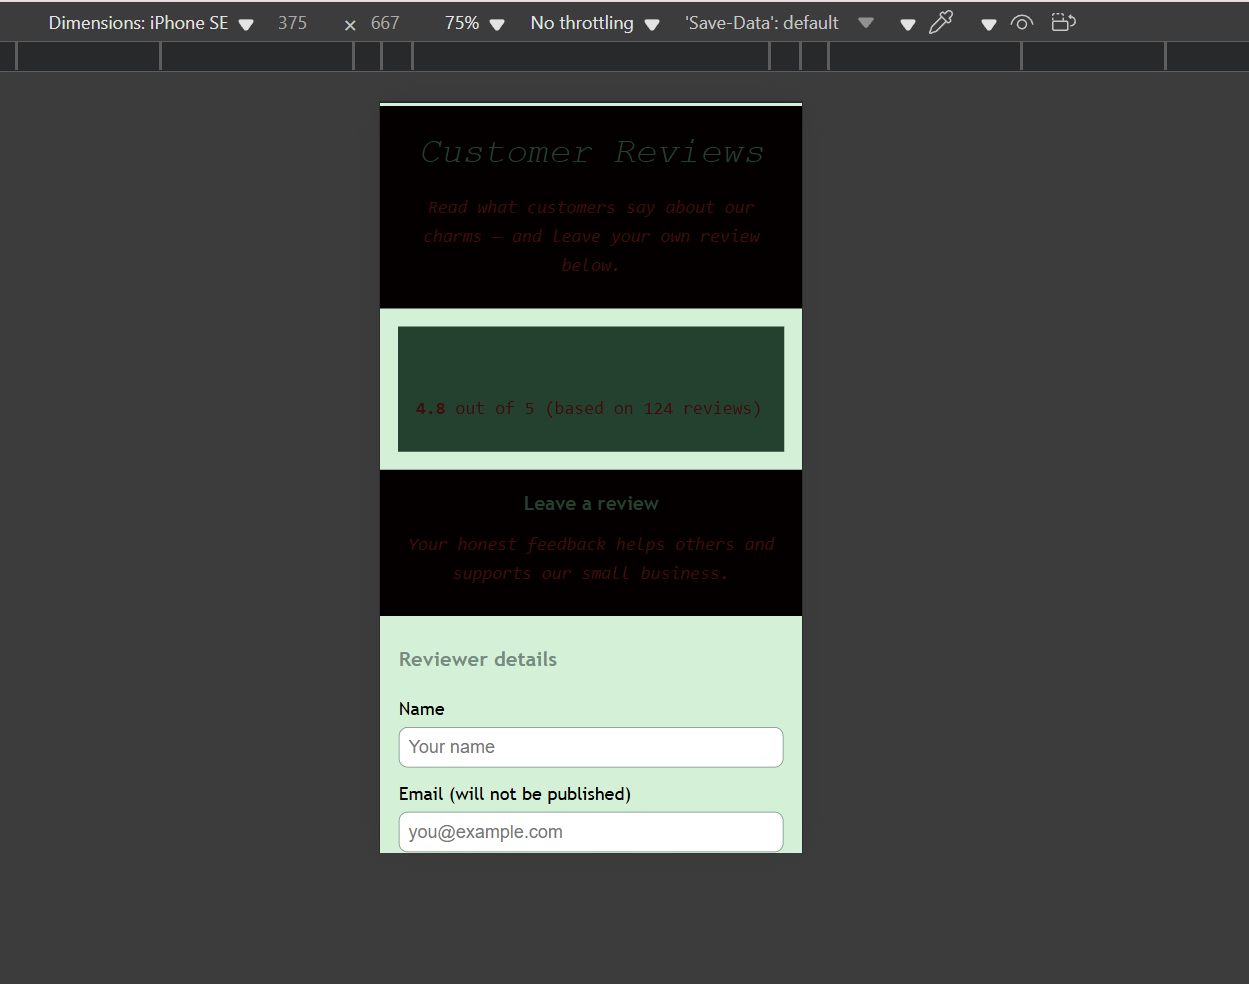 Dimensions: iPhone SE 375 × 667 75% No throttling 'Save-Data': default
Customer Reviews
Read what customers say about our
charms — and leave your own review
below.
4.8 out of 5 (based on 124 reviews)
Leave a review
Your honest feedback helps others and
supports our small business.
Reviewer details
Name
Your name
Email (will not be published)
you@example.com